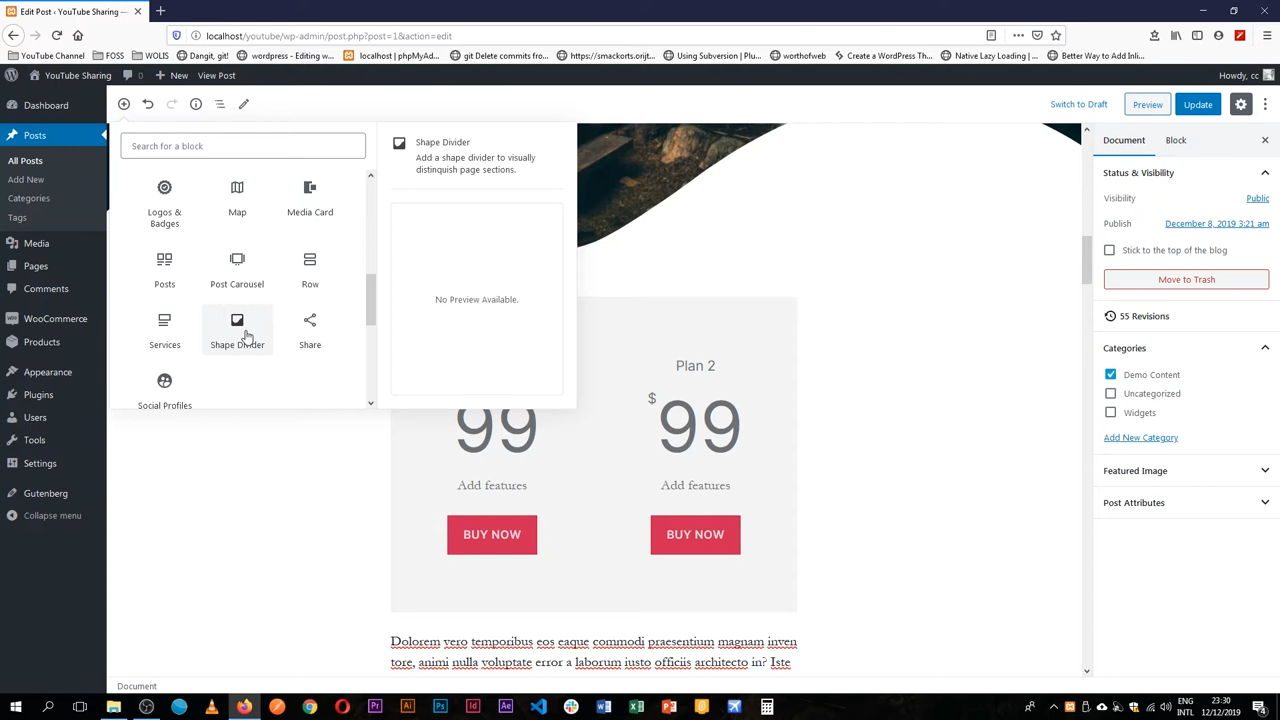 Edit Post ‹ YouTube Sharing —
localhost/youtube/wp-admin/post.php?post=1&action=edit
YouTube Channel
FOSS
WOLIS
Dangit, git!
wordpress - Editing w
localhost | phpMyAd
git Delete commits fro
https://smackorts.orijt
Using Subversion | Plu
worthofweb
Create a WordPress Th
Native Lazy Loading |
Better Way to Add Inli
YouTube Sharing
0
New
View Post
Howdy, cc
Switch to Draft
Preview
Update
Dashboard
Posts
All Posts
Add New
Categories
Tags
Media
Pages
Comments
WooCommerce
Products
Appearance
Plugins
Users
Tools
Settings
Gutenberg
Collapse menu
Search for a block
Logos &
Badges
Map
Media Card
Posts
Post Carousel
Row
Services
Shape Divider
Share
Social Profiles
Shape Divider
Add a shape divider to visually
distinquish page sections.
No Preview Available.
Plan 2
99
$
99
Add features
Add features
BUY NOW
BUY NOW
Dolorem vero temporibus eos eaque commodi praesentium magnam inven
tore, animi nulla voluptate error a laborum iusto officiis architecto in? Iste
Document
Block
Status & Visibility
Visibility
Public
Publish
December 8, 2019 3:21 am
Stick to the top of the blog
Move to Trash
55 Revisions
Categories
Demo Content
Uncategorized
Widgets
Add New Category
Featured Image
Post Attributes
Document
ENG
INTL
23:30
12/12/2019